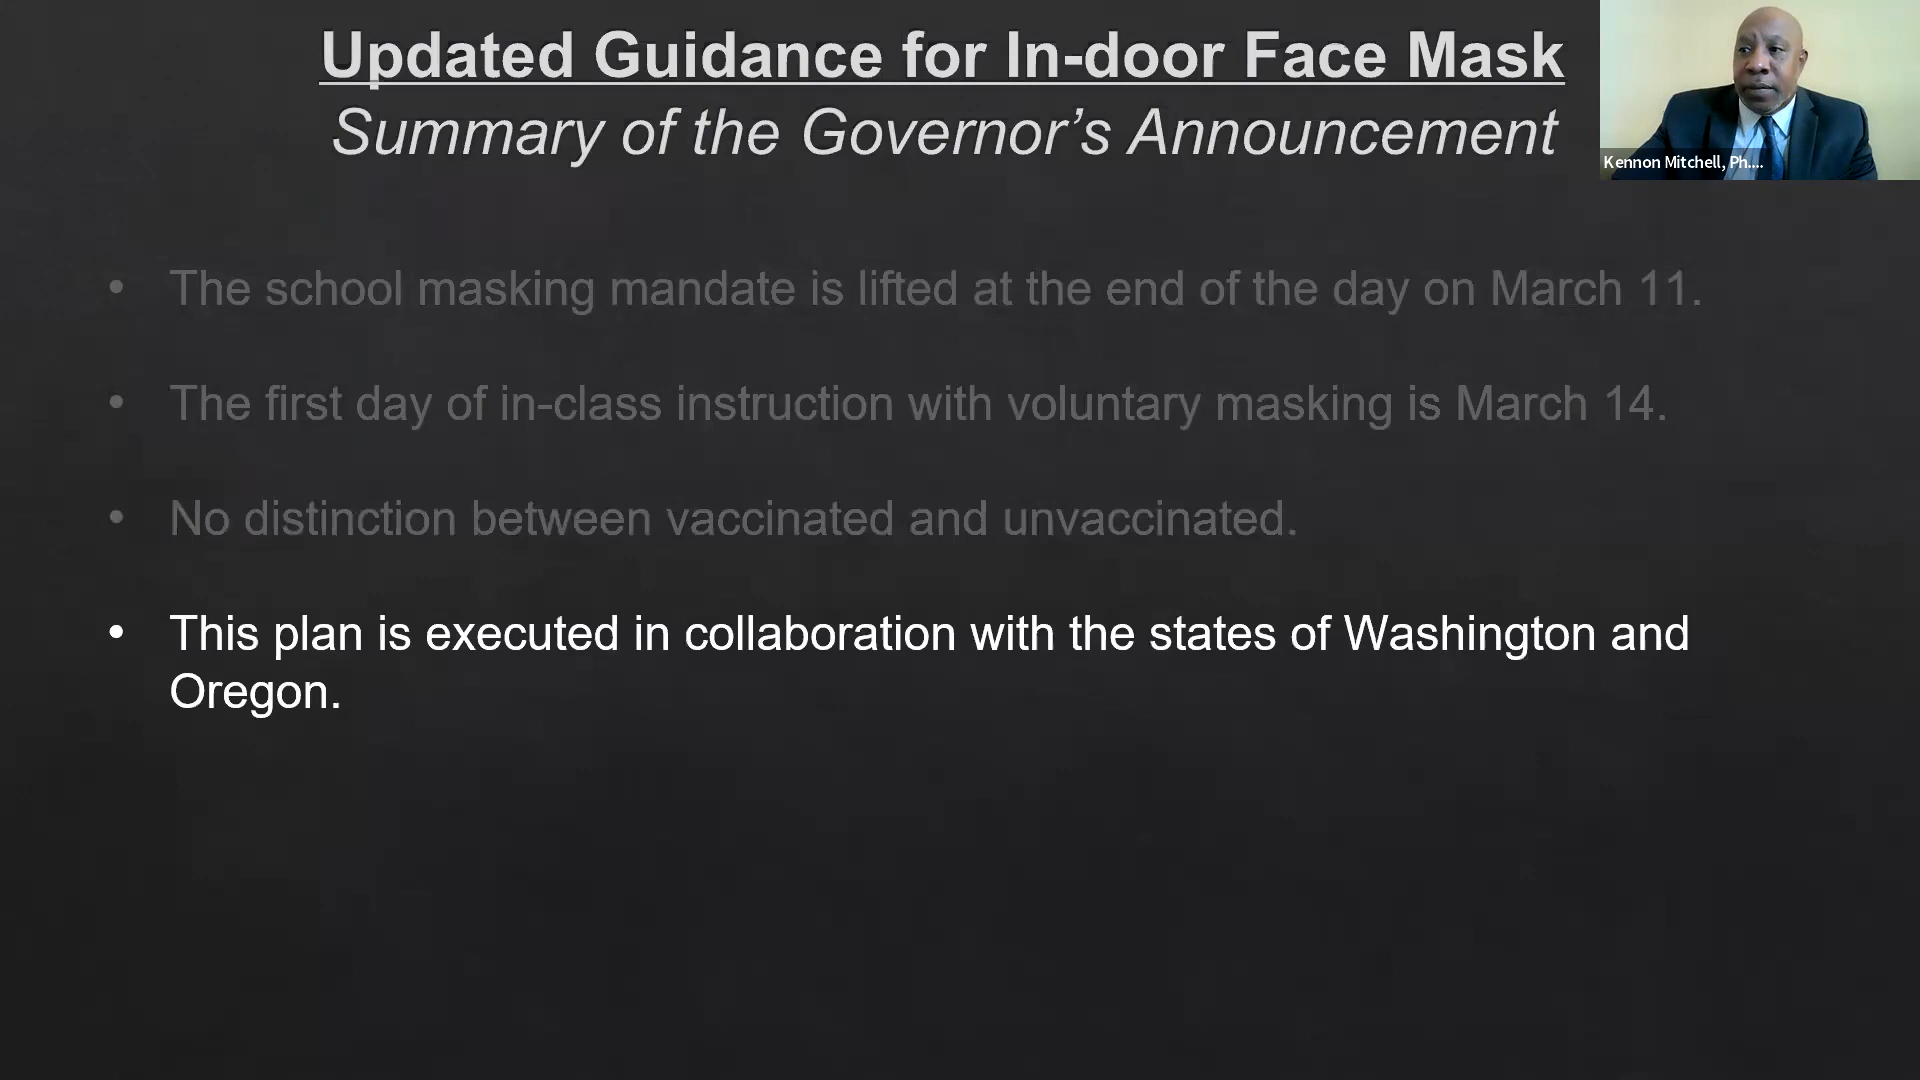 Updated Guidance for In-door Face Mask
Summary of the Governor’s Announcement
Kennon Mitchell, Ph....
• The school masking mandate is lifted at the end of the day on March 11.
• The first day of in-class instruction with voluntary masking is March 14.
• No distinction between vaccinated and unvaccinated.
• This plan is executed in collaboration with the states of Washington and
Oregon.